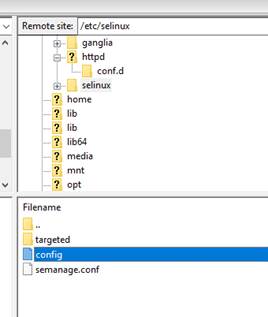 Remote site: /etc/selinux
ganglia
? httpd
conf.d
selinux
? home
? lib
? lib
? lib64
? media
? mnt
? opt
Filename
..
targeted
config
semanage.conf